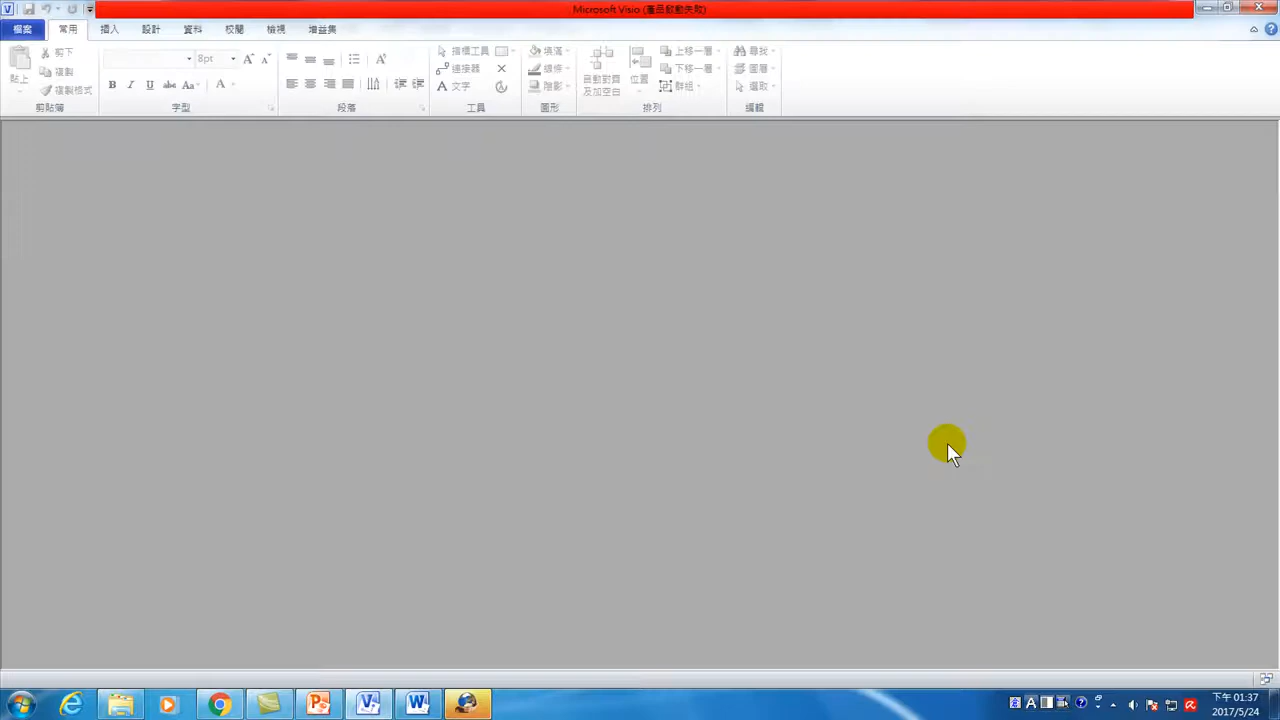 Microsoft Visio (產品啟動失敗)
檔案 常用 插入 設計 資料 校閱 檢視 增益集
貼上
剪下
複製
複製格式
剪貼簿
8pt
字型
段落
指標工具
連接器
文字
工具
填滿
線條
陰影
圖形
自動對齊
及加空白
位置
上移一層
下移一層
群組
排列
尋找
圖層
選取
編輯
下午 01:37
2017/5/24